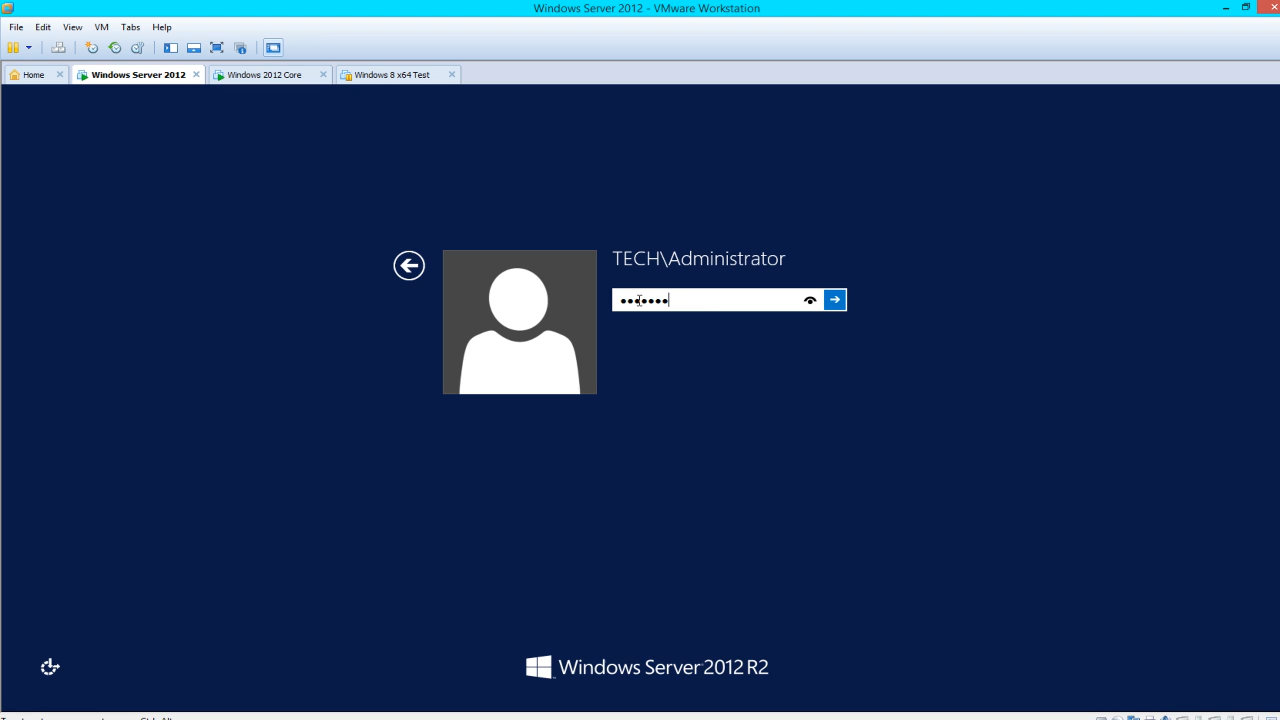 Windows Server 2012 - VMware Workstation
File Edit View VM Tabs Help
Home Windows Server 2012 Windows 2012 Core Windows 8 x64 Test
TECH\Administrator
Windows Server 2012 R2